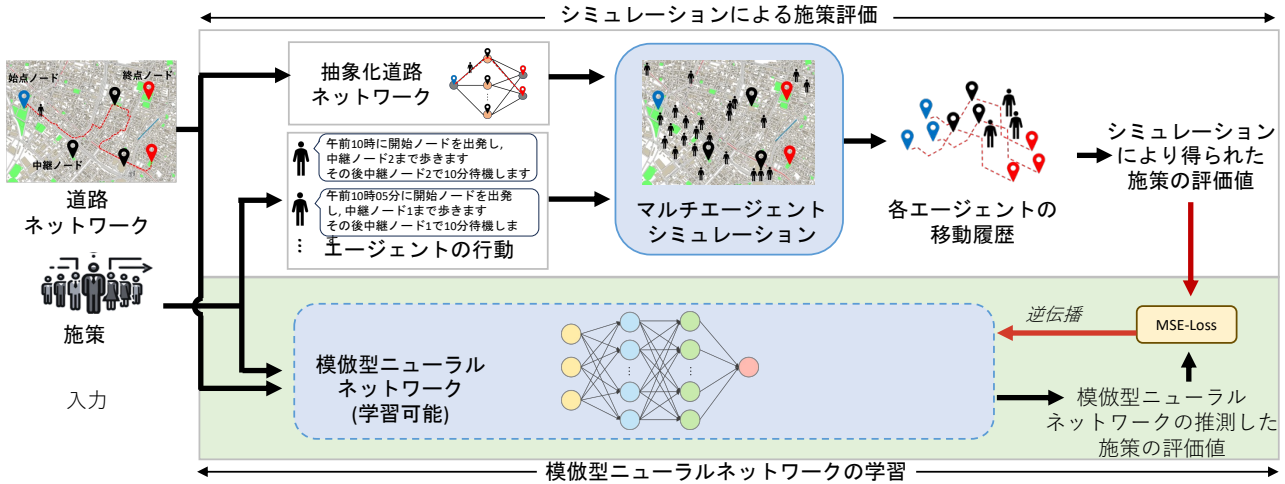 シミュレーションによる施策評価
始点ノード
終点ノード
中継ノード
道路
ネットワーク
施策
入力
抽象化道路
ネットワーク
午前10時に開始ノードを出発し,
中継ノード2まで歩きます
その後中継ノード2で10分待機します
午前10時05分に開始ノードを出発
し, 中継ノード1まで歩きます
その後中継ノード1で10分待機しま
す
…
エージェントの行動
マルチエージェント
シミュレーション
各エージェントの
移動履歴
シミュレーション
により得られた
施策の評価値
逆伝播
MSE-Loss
模倣型ニューラル
ネットワーク
(学習可能)
模倣型ニューラル
ネットワークの推測した
施策の評価値
模倣型ニューラルネットワークの学習